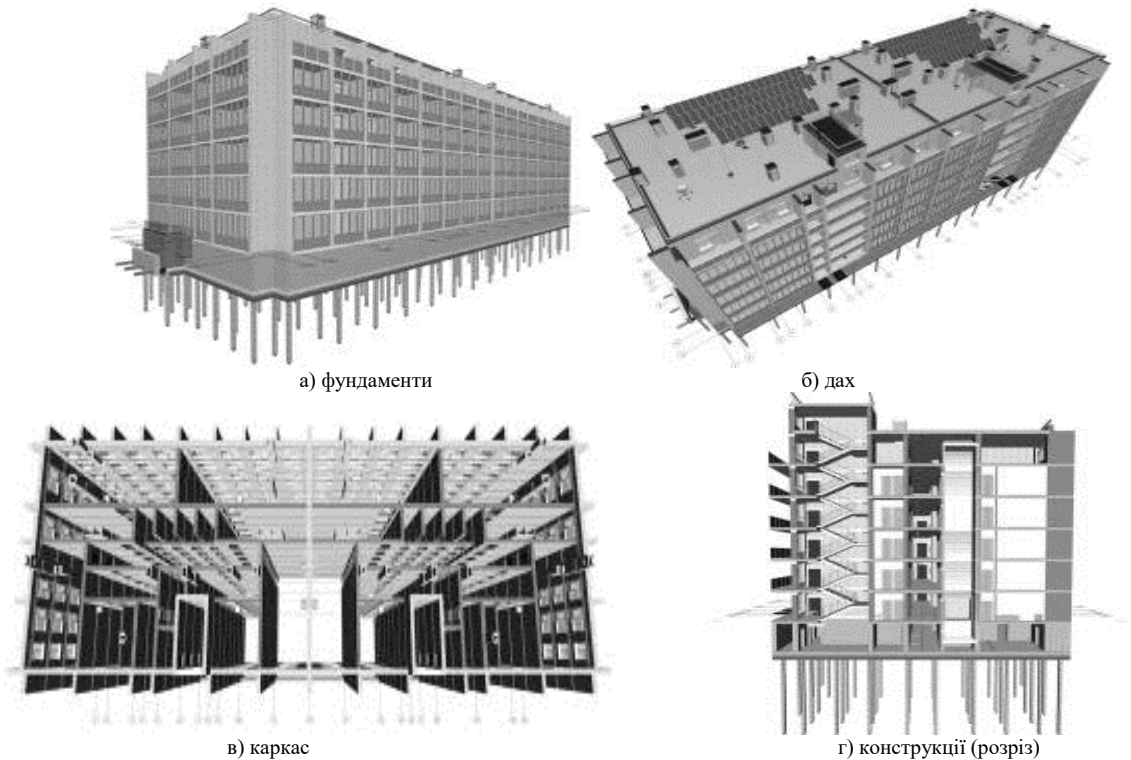 а) фундаменти
б) дах
в) каркас
г) конструкції (розріз)